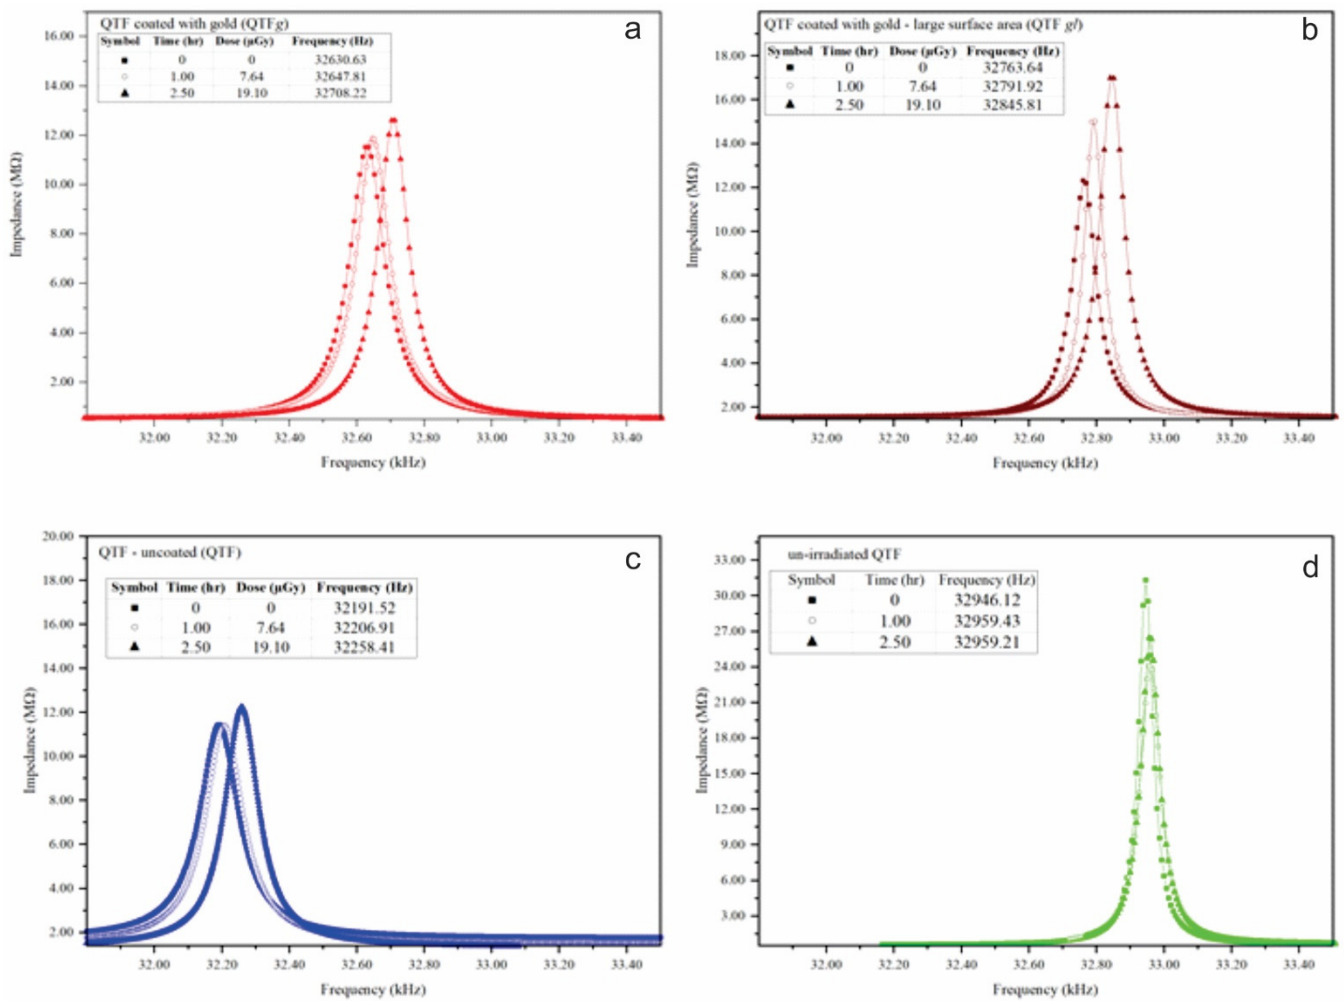 a
QTF coated with gold (QTFg)
Symbol Time (hr) Dose (µGy) Frequency (Hz)
■ 0 0 32630.63
○ 1.00 7.64 32647.81
▲ 2.50 19.10 32708.22
16.00
14.00
12.00
10.00
8.00
6.00
4.00
2.00
Impedance (MΩ)
32.00 32.20 32.40 32.60 32.80 33.00 33.20 33.40
Frequency (kHz)
b
QTF coated with gold - large surface area (QTF gl)
Symbol Time (hr) Dose (µGy) Frequency (Hz)
■ 0 0 32763.64
○ 1.00 7.64 32791.92
▲ 2.50 19.10 32845.81
18.00
16.00
14.00
12.00
10.00
8.00
6.00
4.00
2.00
Impedance (MΩ)
32.00 32.20 32.40 32.60 32.80 33.00 33.20 33.40
Frequency (kHz)
c
QTF - uncoated (QTF)
Symbol Time (hr) Dose (µGy) Frequency (Hz)
■ 0 0 32191.52
○ 1.00 7.64 32206.91
▲ 2.50 19.10 32258.41
20.00
18.00
16.00
14.00
12.00
10.00
8.00
6.00
4.00
2.00
Impedance (MΩ)
32.00 32.20 32.40 32.60 32.80 33.00 33.20 33.40
Frequency (kHz)
d
un-irradiated QTF
Symbol Time (hr) Frequency (Hz)
■ 0 32946.12
○ 1.00 32959.43
▲ 2.50 32959.21
33.00
30.00
27.00
24.00
21.00
18.00
15.00
12.00
9.00
6.00
3.00
Impedance (MΩ)
32.00 32.20 32.40 32.60 32.80 33.00 33.20 33.40
Frequency (kHz)